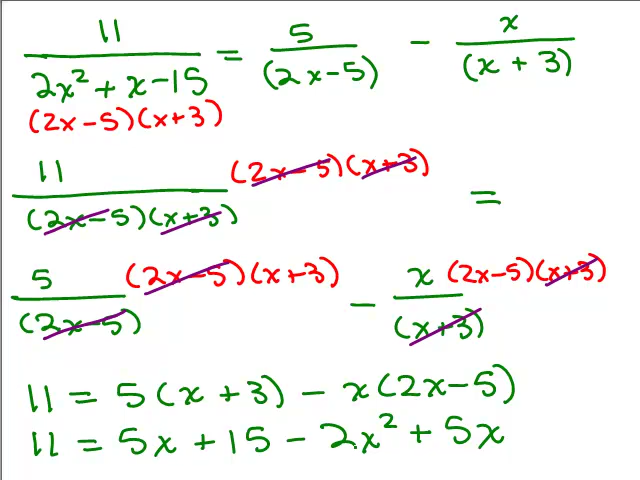 11/(2x² + x - 15) = 5/(2x - 5) - x/(x + 3)
(2x - 5)(x + 3)
11/((2x - 5)(x + 3)) (2x - 5)(x + 3) =
5/(2x - 5) (2x - 5)(x + 3) - x/(x + 3) (2x - 5)(x + 3)
11 = 5(x + 3) - x(2x - 5)
11 = 5x + 15 - 2x² + 5x